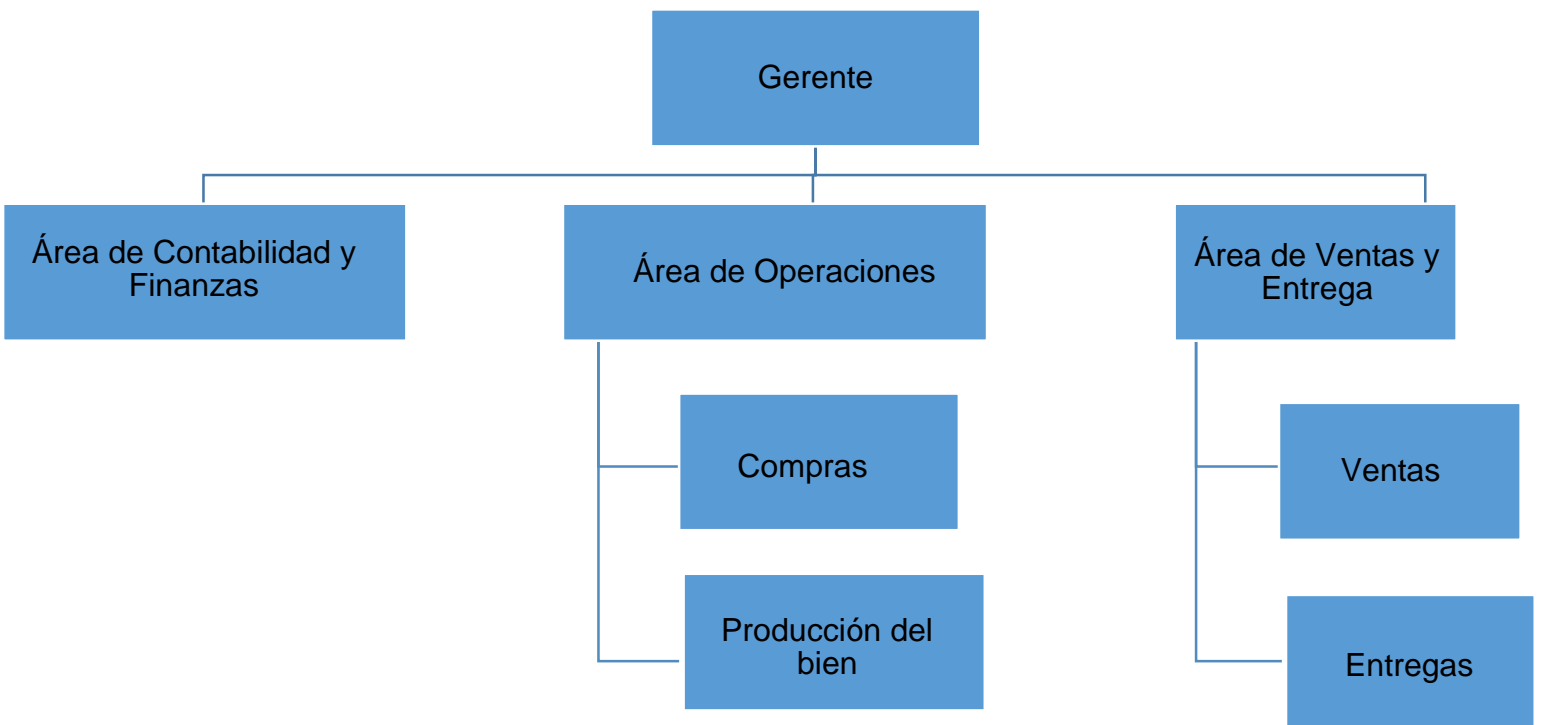 Gerente
Área de Contabilidad y
Finanzas
Área de Operaciones
Área de Ventas y
Entrega
Compras
Ventas
Producción del
bien
Entregas